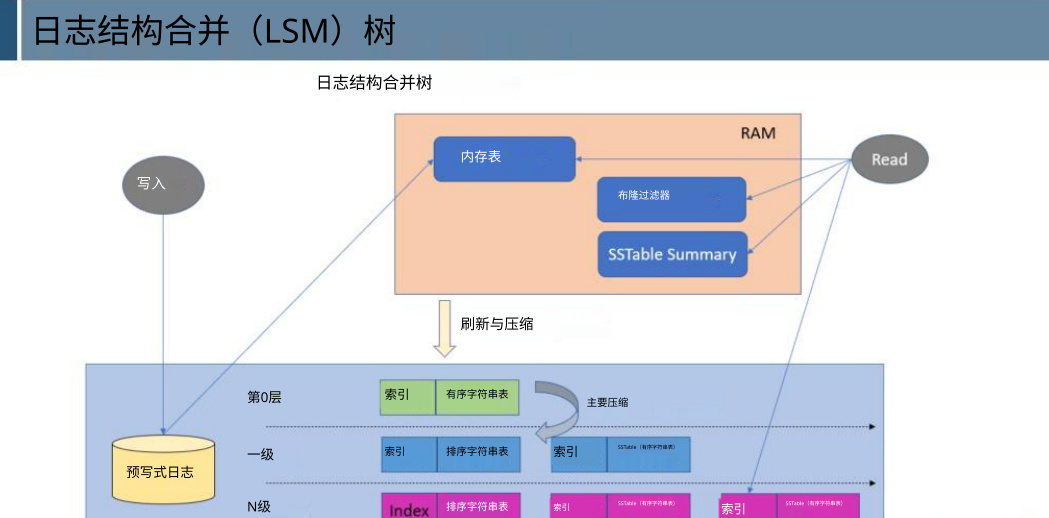 日志结构合并（LSM）树
日志结构合并树
RAM
内存表
Read
写入
布隆过滤器
SSTable Summary
刷新与压缩
第0层
索引
有序字符串表
主要压缩
一级
索引
排序字符串表
索引
SSTable（有序字符串表）
预写式日志
N级
Index
排序字符串表
索引
SSTable（有序字符串表）
索引
SSTable（有序字符串表）